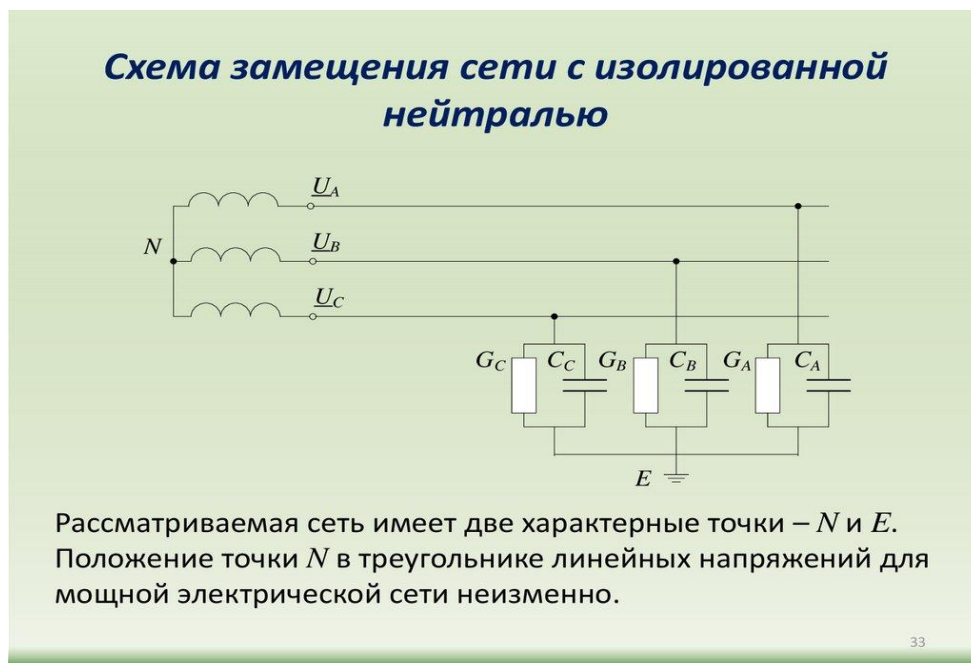 Схема замещения сети с изолированной
нейтралью
U_A
N
U_B
U_C
G_C C_C G_B C_B G_A C_A
E
Рассматриваемая сеть имеет две характерные точки – N и E.
Положение точки N в треугольнике линейных напряжений для
мощной электрической сети неизменно.
33